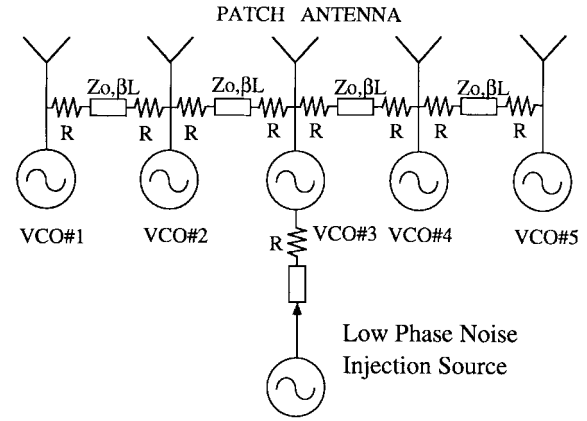 PATCH ANTENNA
Zo,βL Zo,βL Zo,βL Zo,βL
R R R R R R R R
VCO#1 VCO#2 VCO#3 VCO#4 VCO#5
R
Low Phase Noise
Injection Source